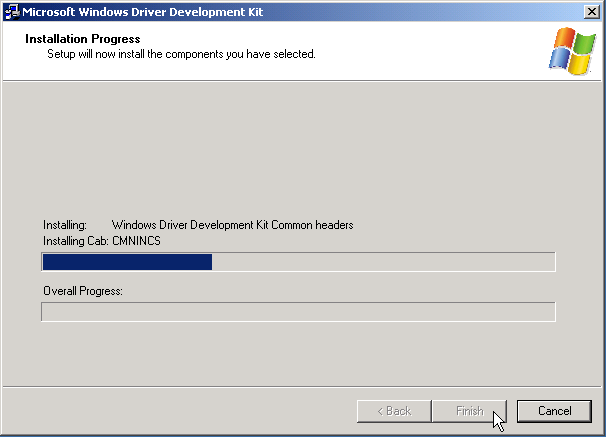 Microsoft Windows Driver Development Kit
Installation Progress
Setup will now install the components you have selected.
Installing: Windows Driver Development Kit Common headers
Installing Cab: CMNINCS
Overall Progress:
< Back Finish Cancel